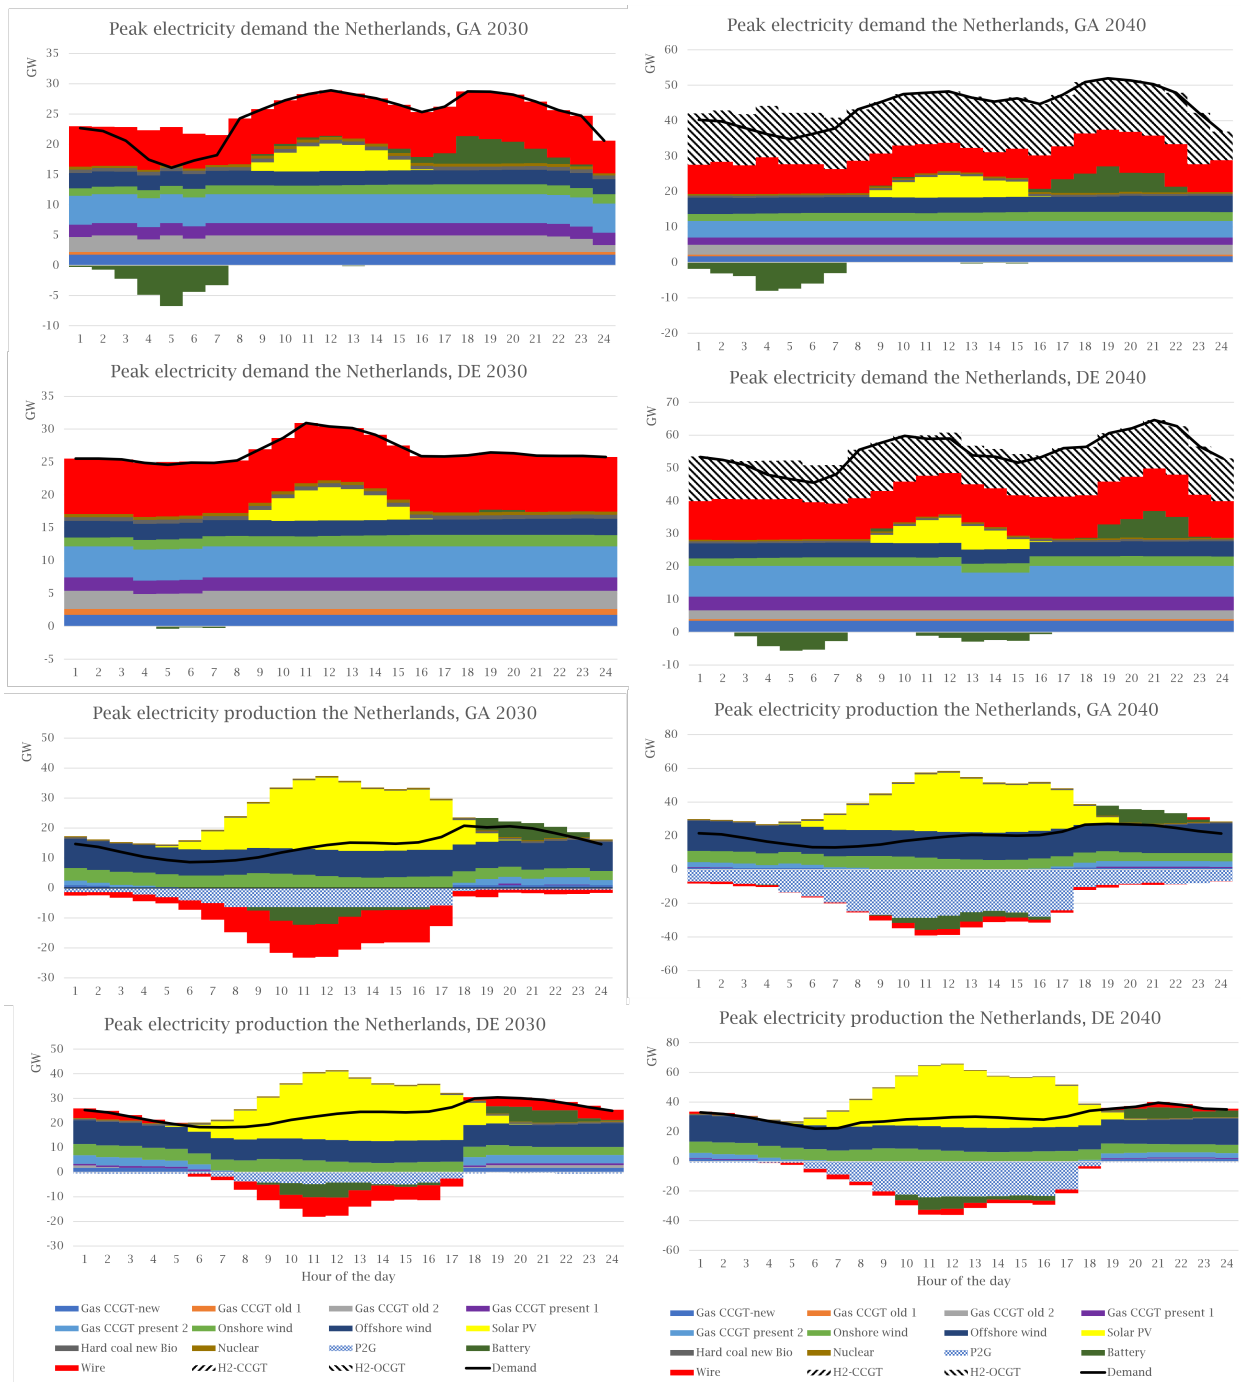 Peak electricity demand the Netherlands, GA 2030
GW
35
30
25
20
15
10
5
0
-5
-10
1 2 3 4 5 6 7 8 9 10 11 12 13 14 15 16 17 18 19 20 21 22 23 24
Peak electricity demand the Netherlands, GA 2040
GW
60
50
40
30
20
10
0
-10
-20
1 2 3 4 5 6 7 8 9 10 11 12 13 14 15 16 17 18 19 20 21 22 23 24
Peak electricity demand the Netherlands, DE 2030
GW
35
30
25
20
15
10
5
0
-5
1 2 3 4 5 6 7 8 9 10 11 12 13 14 15 16 17 18 19 20 21 22 23 24
Peak electricity demand the Netherlands, DE 2040
GW
70
60
50
40
30
20
10
0
-10
1 2 3 4 5 6 7 8 9 10 11 12 13 14 15 16 17 18 19 20 21 22 23 24
Peak electricity production the Netherlands, GA 2030
GW
50
40
30
20
10
0
-10
-20
-30
1 2 3 4 5 6 7 8 9 10 11 12 13 14 15 16 17 18 19 20 21 22 23 24
Peak electricity production the Netherlands, GA 2040
GW
80
60
40
20
0
-20
-40
-60
1 2 3 4 5 6 7 8 9 10 11 12 13 14 15 16 17 18 19 20 21 22 23 24
Peak electricity production the Netherlands, DE 2030
GW
50
40
30
20
10
0
-10
-20
-30
1 2 3 4 5 6 7 8 9 10 11 12 13 14 15 16 17 18 19 20 21 22 23 24
Hour of the day
Peak electricity production the Netherlands, DE 2040
GW
80
60
40
20
0
-20
-40
-60
1 2 3 4 5 6 7 8 9 10 11 12 13 14 15 16 17 18 19 20 21 22 23 24
Hour of the day
Gas CCGT-new Gas CCGT old 1 Gas CCGT old 2 Gas CCGT present 1
Gas CCGT present 2 Onshore wind Offshore wind Solar PV
Hard coal new Bio Nuclear P2G Battery
Wire H2-CCGT H2-OCGT Demand
Gas CCGT-new Gas CCGT old 1 Gas CCGT old 2 Gas CCGT present 1
Gas CCGT present 2 Onshore wind Offshore wind Solar PV
Hard coal new Bio Nuclear P2G Battery
Wire H2-CCGT H2-OCGT Demand